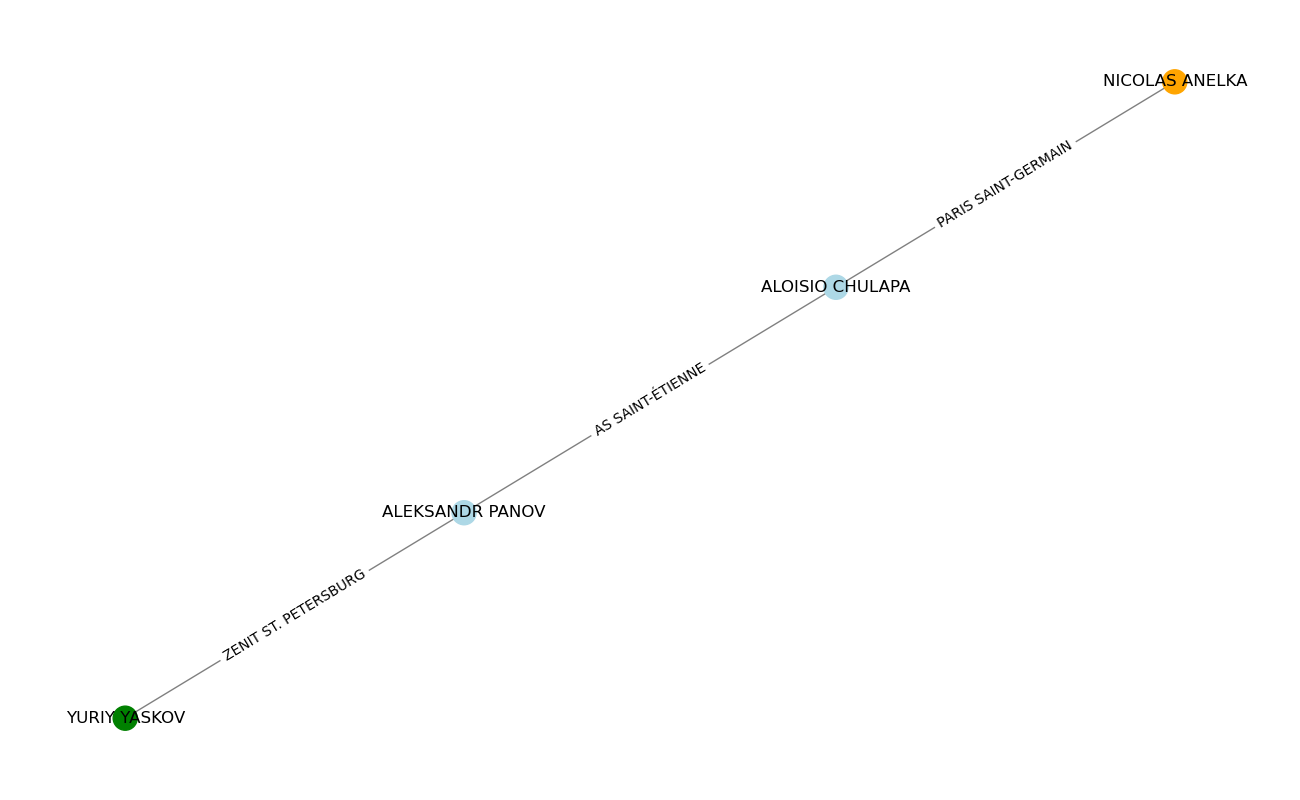 NICOLAS ANELKA
PARIS SAINT-GERMAIN
ALOISIO CHULAPA
AS SAINT-ÉTIENNE
ALEKSANDR PANOV
ZENIT ST. PETERSBURG
YURIY YASKOV